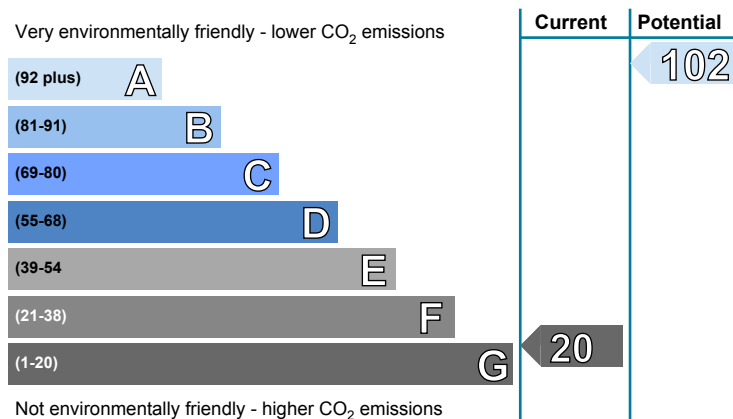 Current Potential
Very environmentally friendly - lower CO2 emissions
102
(92 plus) A
(81-91) B
(69-80) C
(55-68) D
(39-54 E
(21-38) F
20
(1-20) G
Not environmentally friendly - higher CO2 emissions